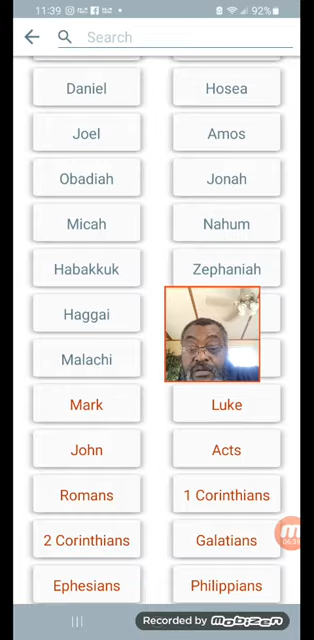 11:39 92%
Search
Daniel Hosea
Joel Amos
Obadiah Jonah
Micah Nahum
Habakkuk Zephaniah
Haggai
Malachi
Mark Luke
John Acts
Romans 1 Corinthians
2 Corinthians Galatians
Ephesians Philippians
Recorded by Mobizen